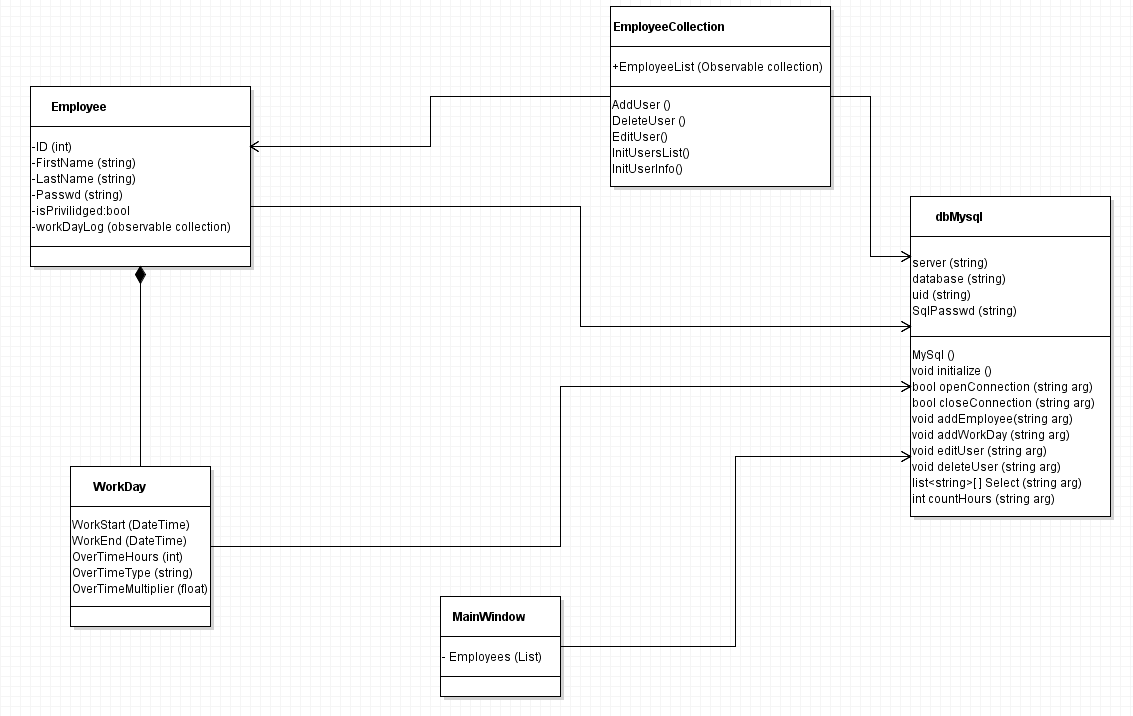 EmployeeCollection
+EmployeeList (Observable collection)
AddUser ()
DeleteUser ()
EditUser()
InitUsersList()
InitUserInfo()
Employee
-ID (int)
-FirstName (string)
-LastName (string)
-Passwd (string)
-isPrivilidged:bool
-workDayLog (observable collection)
dbMysql
server (string)
database (string)
uid (string)
SqlPasswd (string)
MySql ()
void initialize ()
bool openConnection (string arg)
bool closeConnection (string arg)
void addEmployee(string arg)
void addWorkDay (string arg)
void editUser (string arg)
void deleteUser (string arg)
list<string>[ ] Select (string arg)
int countHours (string arg)
WorkDay
WorkStart (DateTime)
WorkEnd (DateTime)
OverTimeHours (int)
OverTimeType (string)
OverTimeMultiplier (float)
MainWindow
- Employees (List)